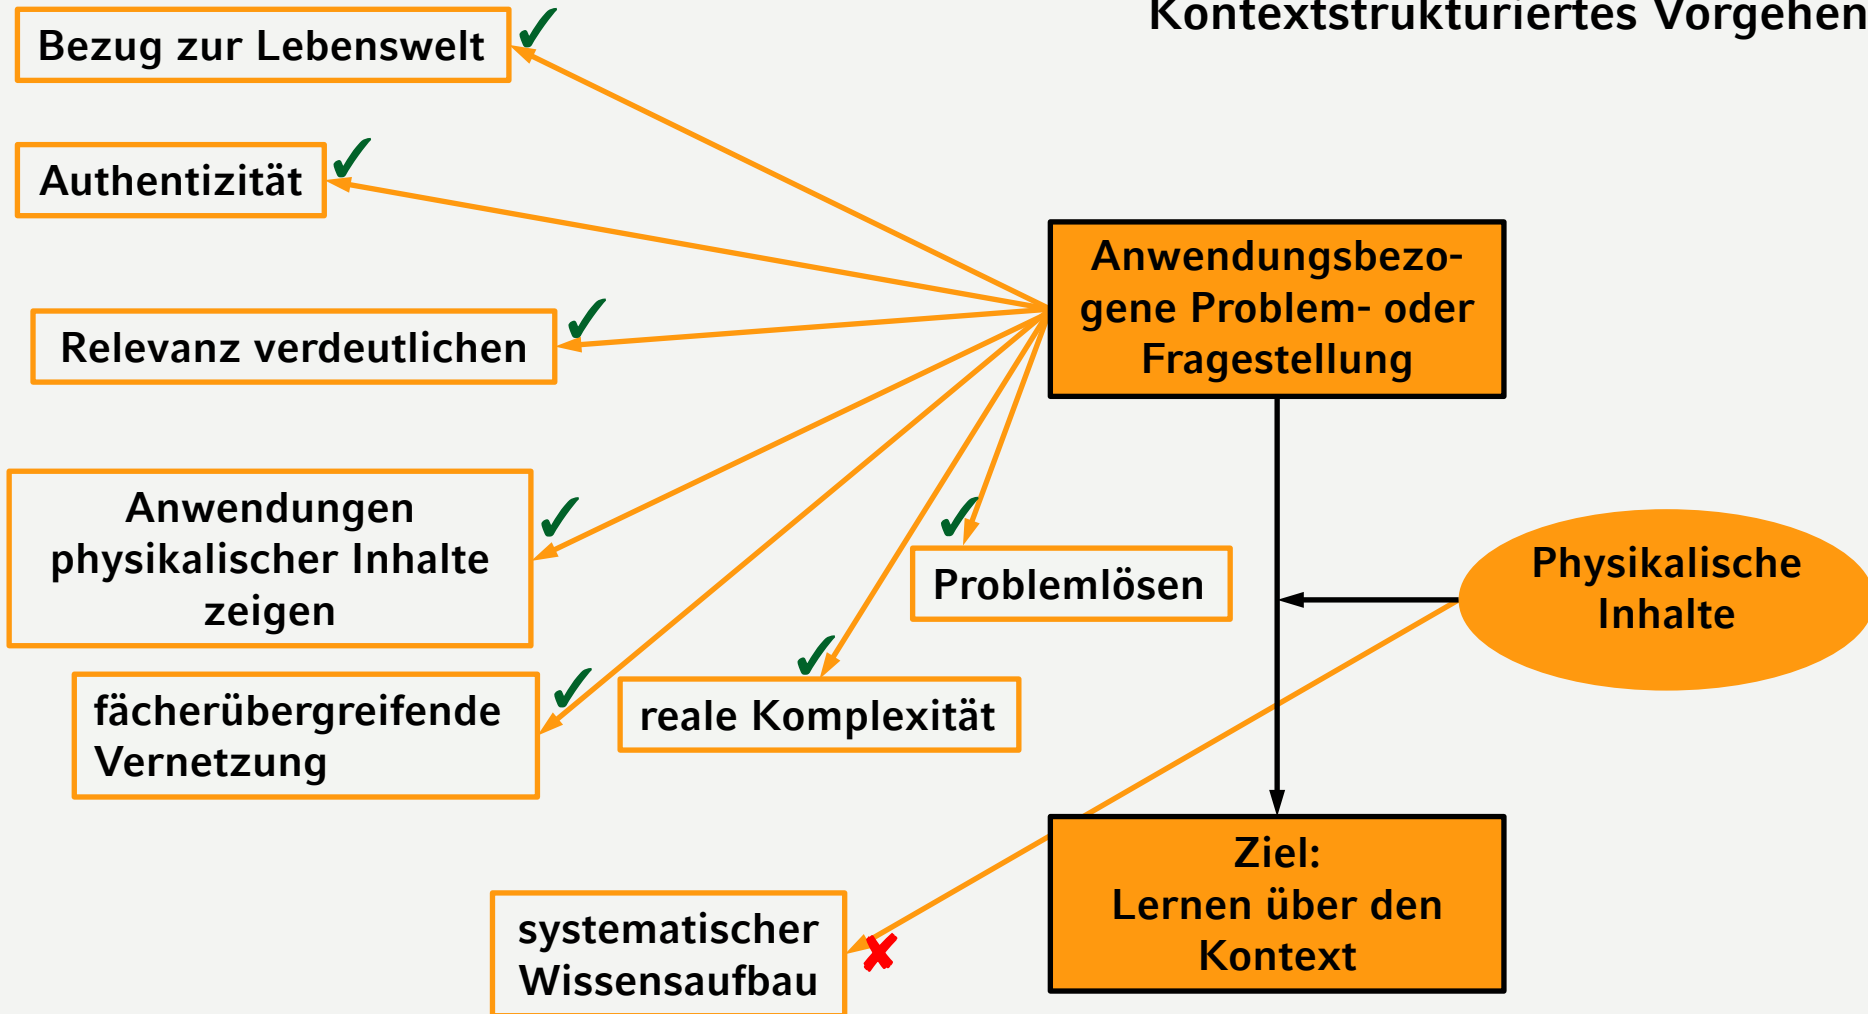 Kontextstrukturiertes Vorgehen
Bezug zur Lebenswelt
Authentizität
Relevanz verdeutlichen
Anwendungen
physikalischer Inhalte
zeigen
fächerübergreifende
Vernetzung
reale Komplexität
Problemlösen
Anwendungsbezo-
gene Problem- oder
Fragestellung
Physikalische
Inhalte
Ziel:
Lernen über den
Kontext
systematischer
Wissensaufbau